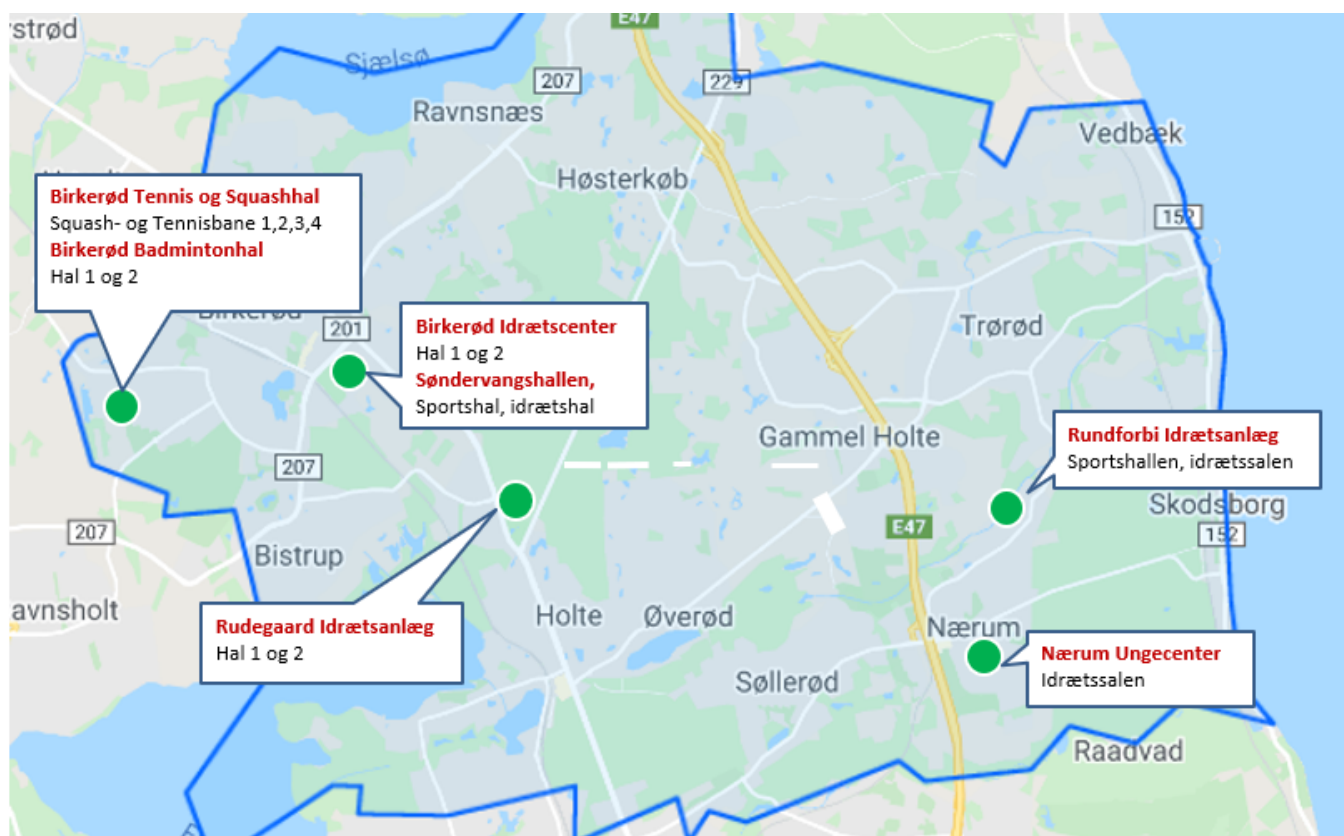 E47
Sjælsø
207
229
Ravnsnæs
Vedbæk
Høsterkøb
Birkerød Tennis og Squashhal
Squash- og Tennisbane 1,2,3,4
Birkerød Badmintonhal
Hal 1 og 2
152
201
Birkerød Idrætscenter
Hal 1 og 2
Søndervangshallen,
Sportshal, idrætshal
Trørød
Gammel Holte
Rundforbi Idrætsanlæg
Sportshallen, idrætssalen
207
Skodsborg
E47
152
207
Bistrup
Rudegaard Idrætsanlæg
Hal 1 og 2
Holte
Øverød
Nærum
Nærum Ungecenter
Idrætssalen
Søllerød
Raadvad